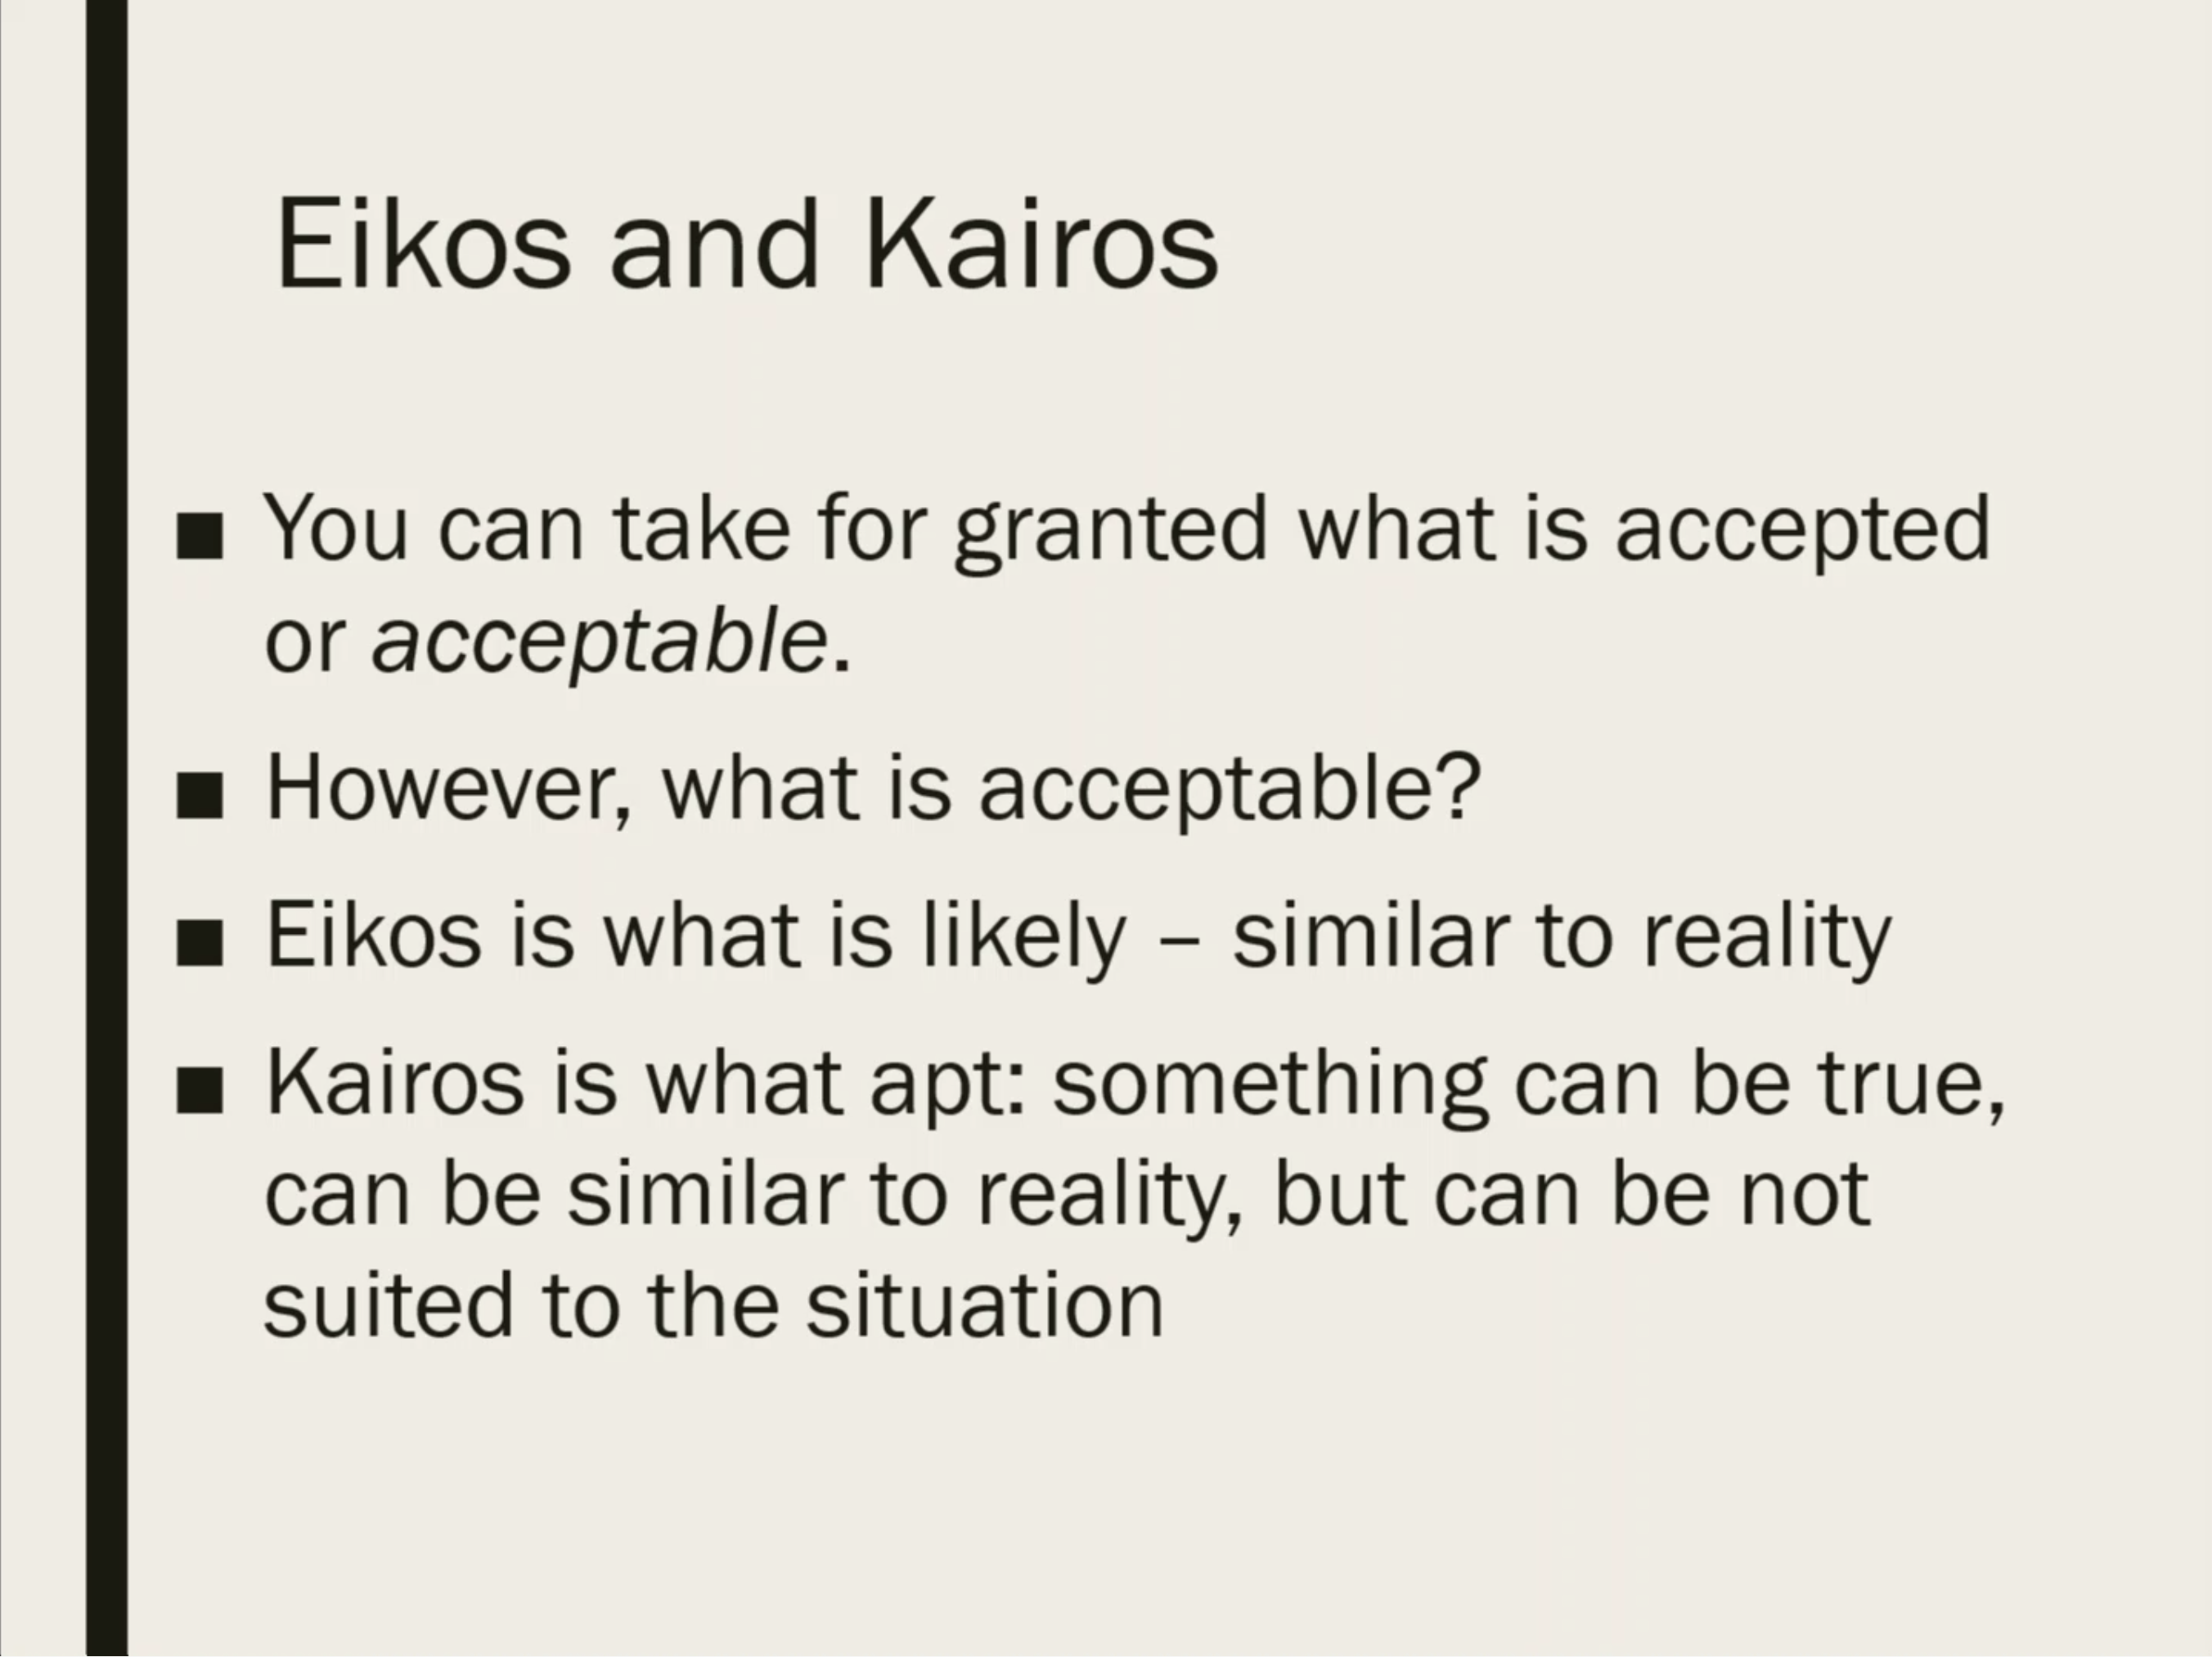 Eikos and Kairos
■ You can take for granted what is accepted
or acceptable.
■ However, what is acceptable?
■ Eikos is what is likely – similar to reality
■ Kairos is what apt: something can be true,
can be similar to reality, but can be not
suited to the situation